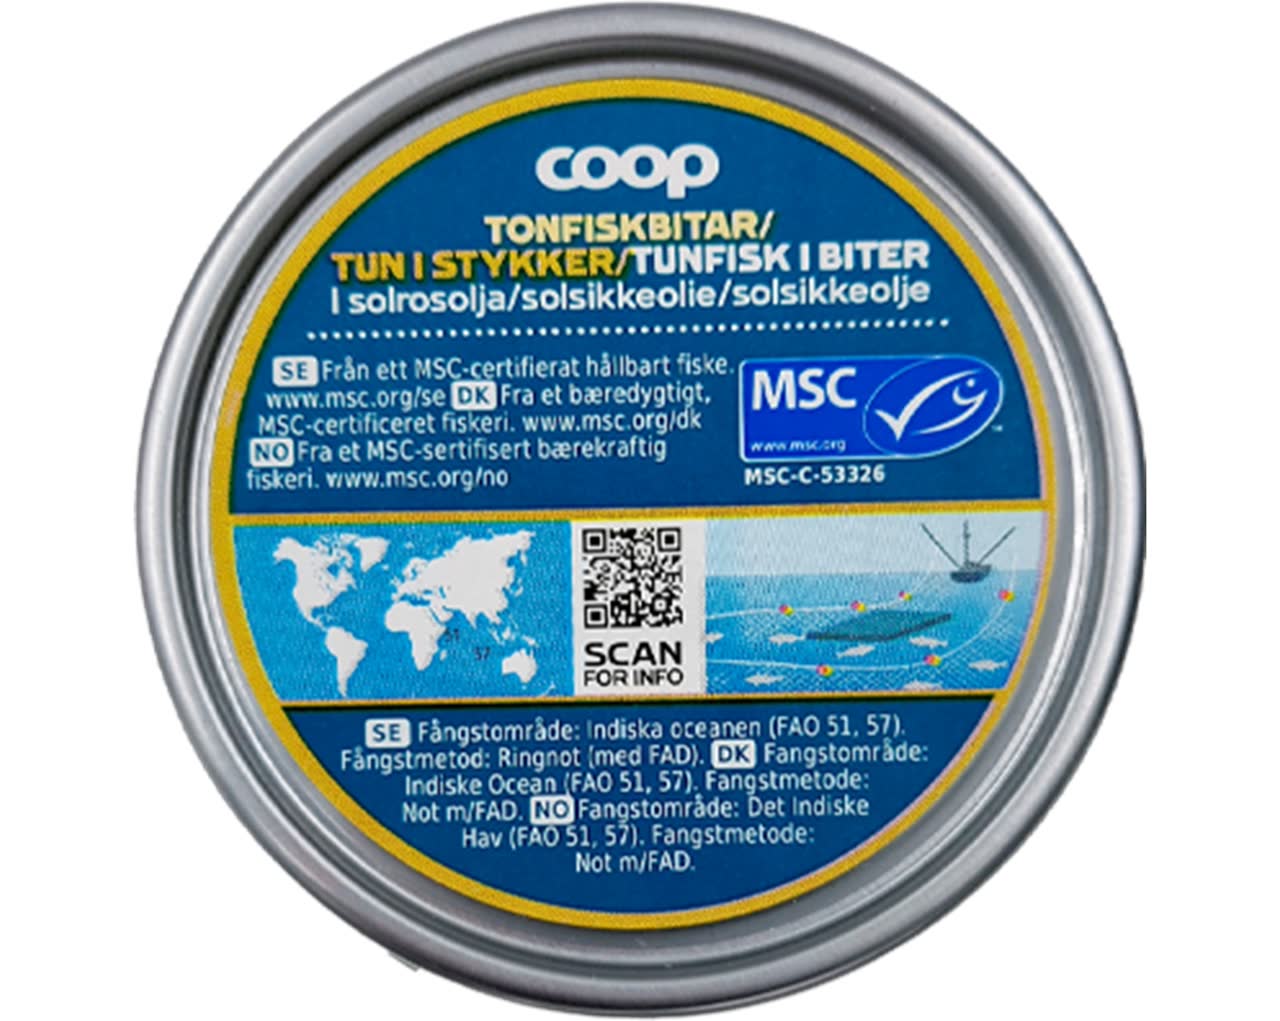 coop
TONFISKBITAR/
TUN I STYKKER/TUNFISK I BITER
I solrosolja/solsikkeolie/solsikkeolje
SE Från ett MSC-certifierat hållbart fiske.
www.msc.org/se DK Fra et bæredygtigt,
MSC-certificeret fiskeri. www.msc.org/dk
NO Fra et MSC-sertifisert bærekraftig
fiskeri. www.msc.org/no
MSC
www.msc.org
™
MSC-C-53326
51
57
SCAN
FOR INFO
SE Fångstområde: Indiska oceanen (FAO 51, 57).
Fångstmetod: Ringnot (med FAD). DK Fangstområde:
Indiske Ocean (FAO 51, 57). Fangstmetode:
Not m/FAD. NO Fangstområde: Det Indiske
Hav (FAO 51, 57). Fangstmetode:
Not m/FAD.